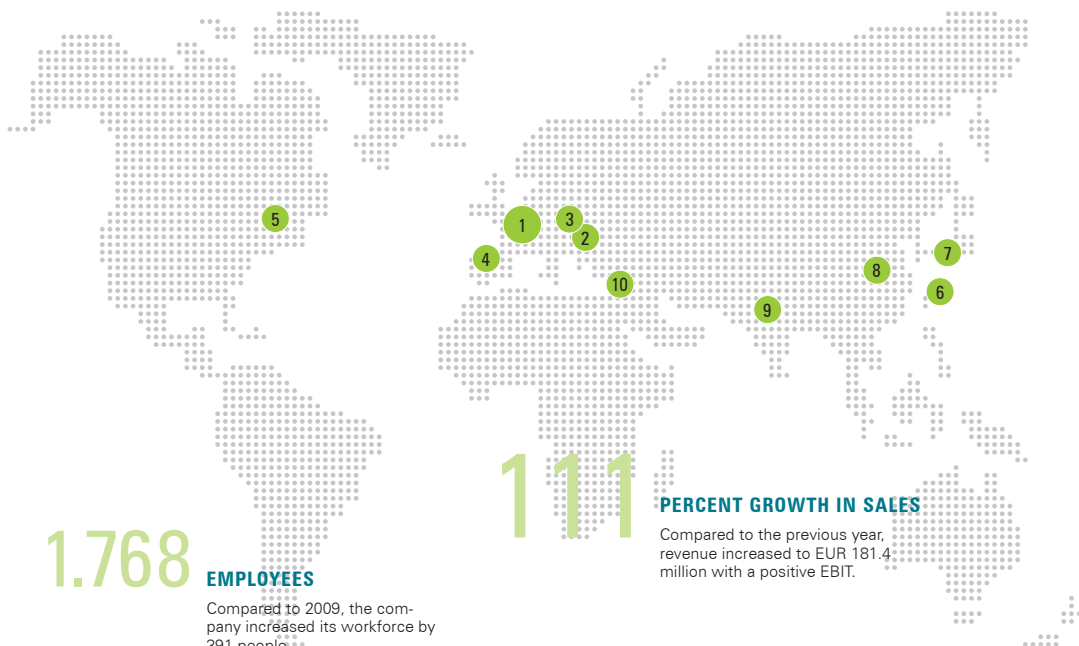 5
1
3
2
4
10
7
8
6
9
111
PERCENT GROWTH IN SALES
Compared to the previous year,
revenue increased to EUR 181.4
million with a positive EBIT.
1.768
EMPLOYEES
Compared to 2009, the com-
pany increased its workforce by
391 people